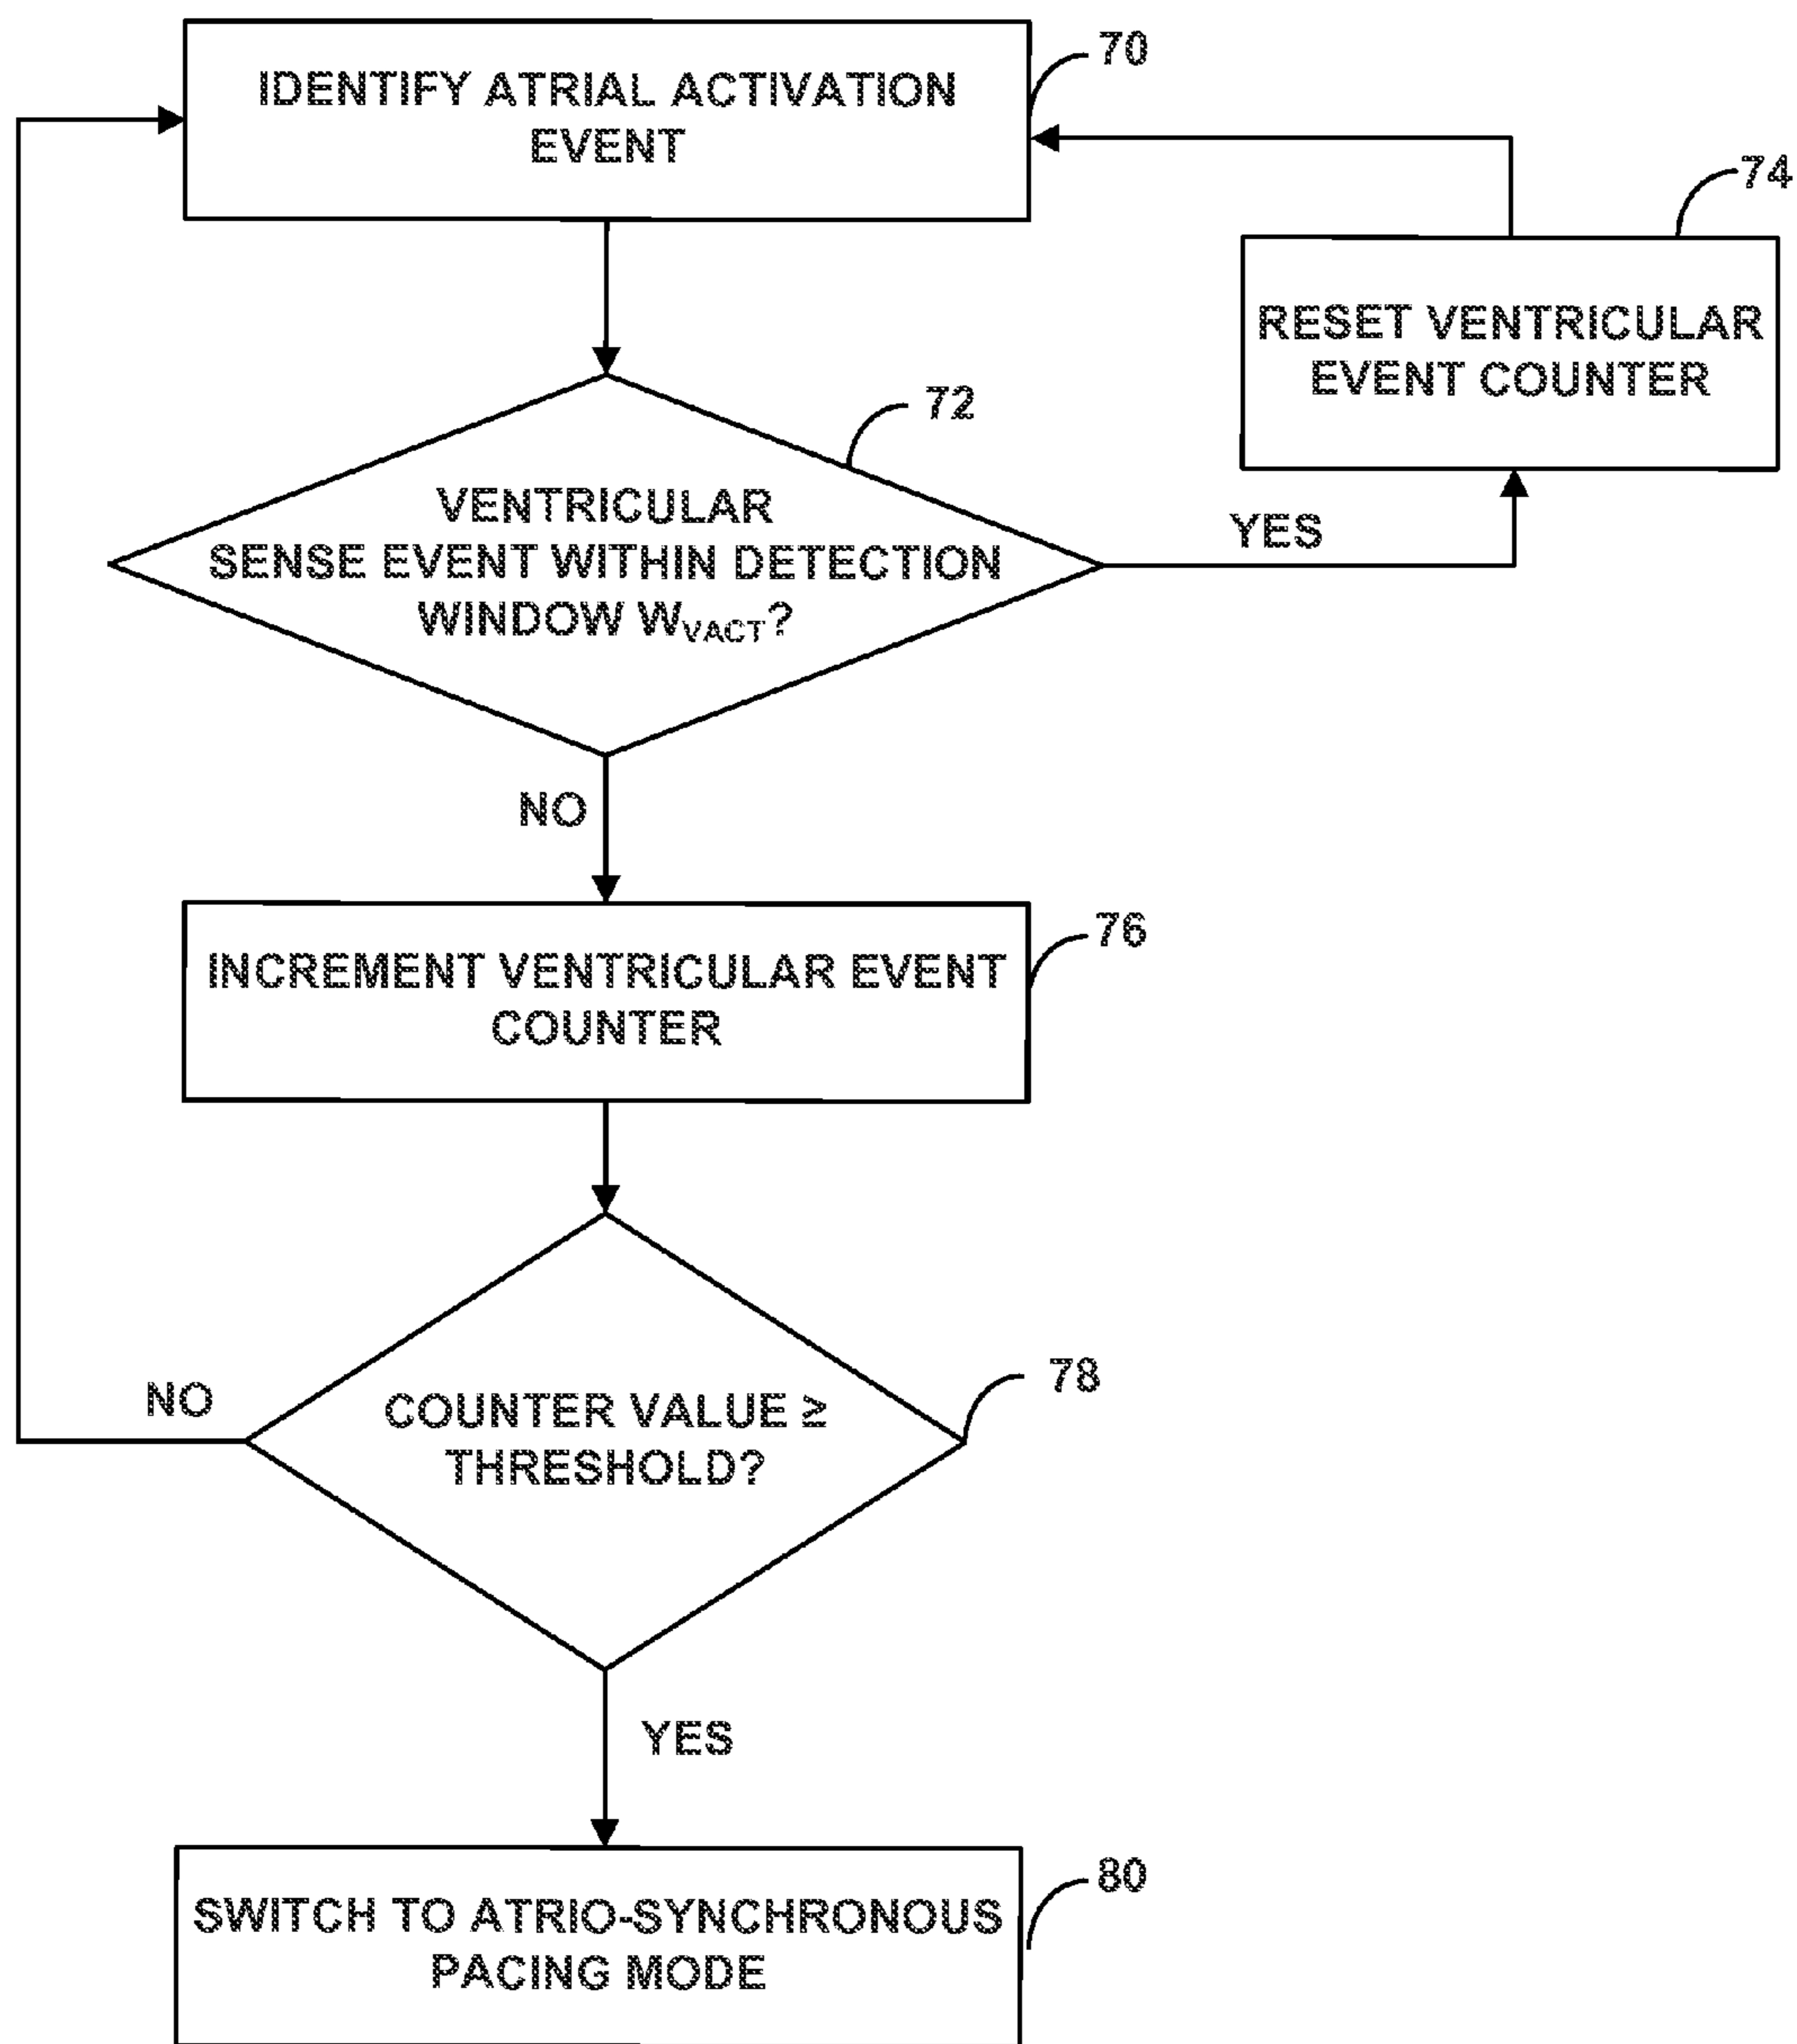 IDENTIFY ATRIAL ACTIVATION
EVENT
70
74
RESET VENTRICULAR
EVENT COUNTER
72
VENTRICULAR
SENSE EVENT WITHIN DETECTION
WINDOW WVACT?
YES
NO
76
INCREMENT VENTRICULAR EVENT
COUNTER
78
NO
COUNTER VALUE ≥
THRESHOLD?
YES
80
SWITCH TO ATRIO-SYNCHRONOUS
PACING MODE